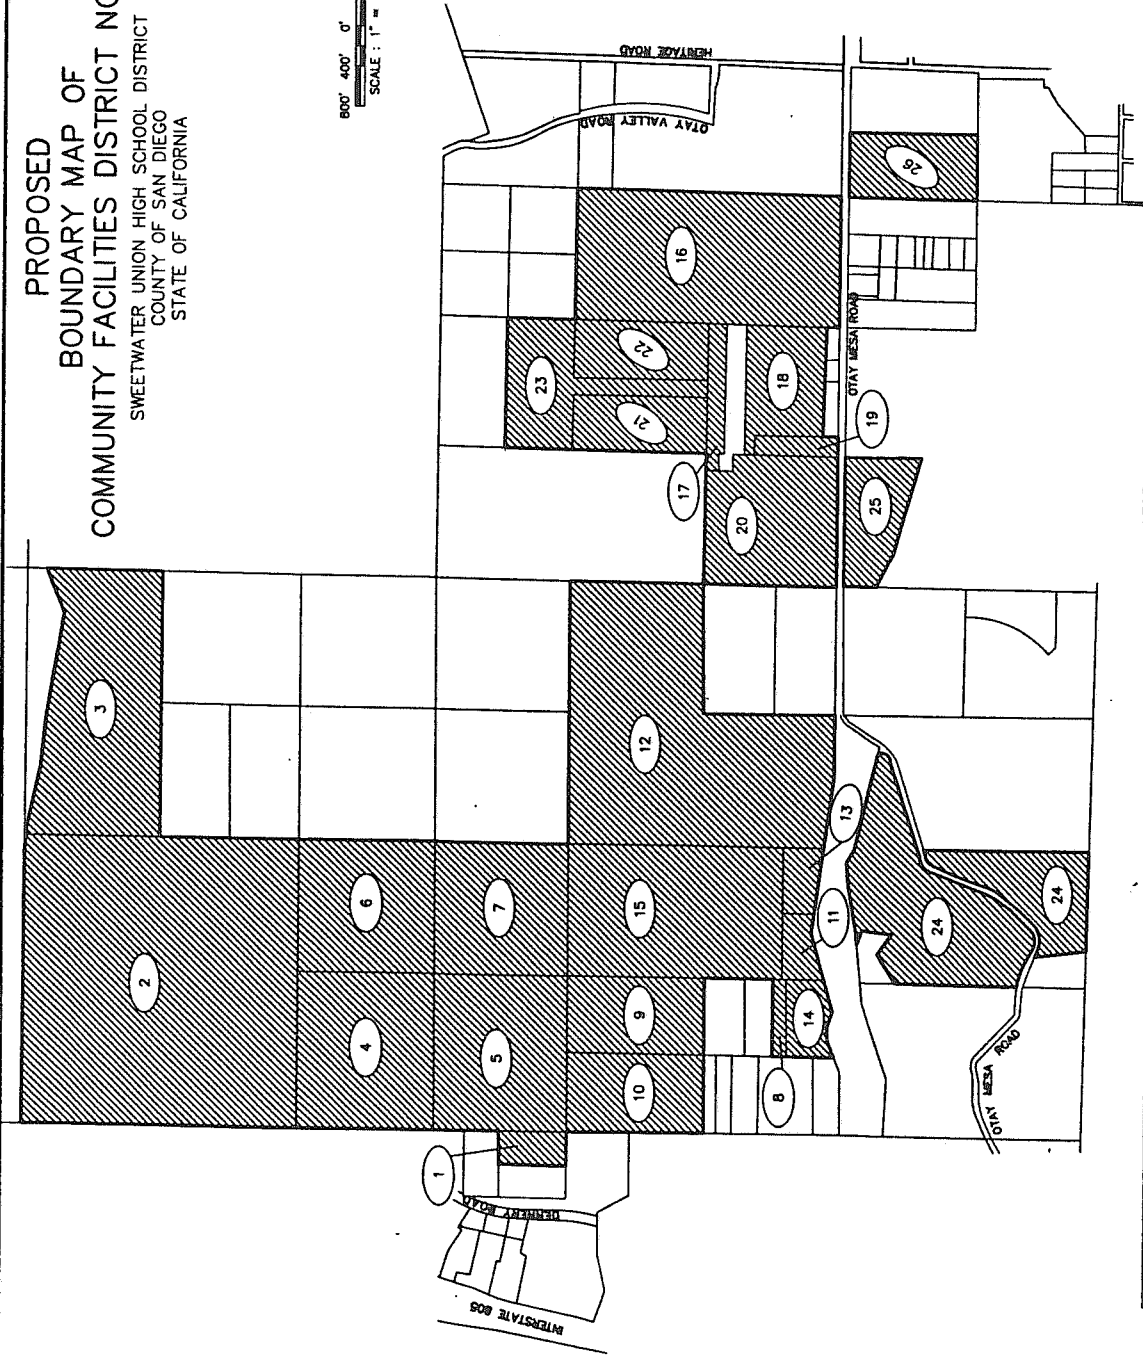 PROPOSED
BOUNDARY MAP OF
COMMUNITY FACILITIES DISTRICT NO
SWEETWATER UNION HIGH SCHOOL DISTRICT
COUNTY OF SAN DIEGO
STATE OF CALIFORNIA
800' 400' 0'
SCALE : 1" =
HERITAGE ROAD
OTAY VALLEY ROAD
26
16
22
23
21
18
OTAY MESA ROAD
19
17
20
25
3
12
13
2
6
7
15
11
24
24
4
5
9
14
10
8
OTAY MESA ROAD
1
DENNERY ROAD
INTERSTATE 805